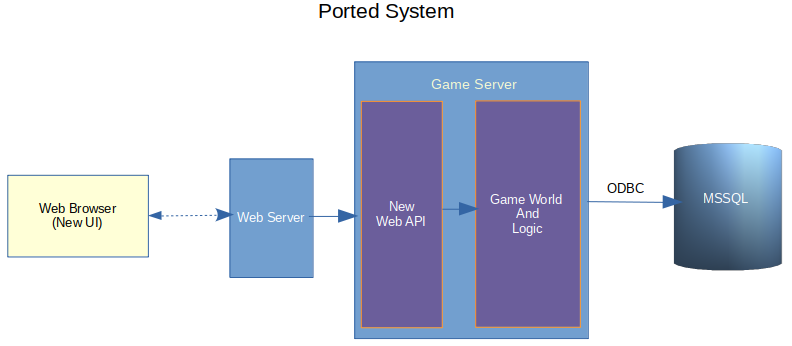 Ported System
Game Server
Web Browser
(New UI)
Web Server
New
Web API
Game World
And
Logic
ODBC
MSSQL